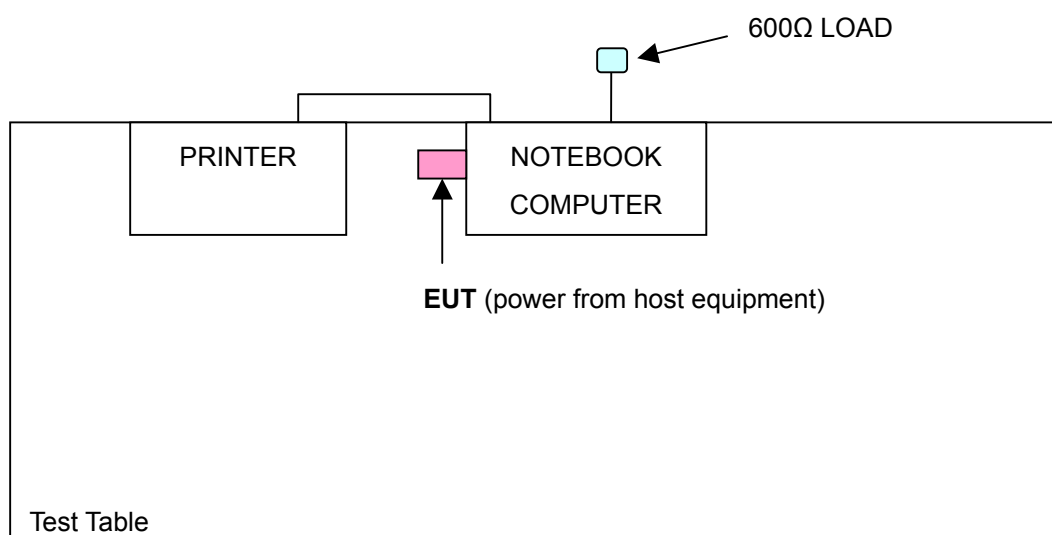 600Ω LOAD
PRINTER
NOTEBOOK
COMPUTER
EUT (power from host equipment)
Test Table